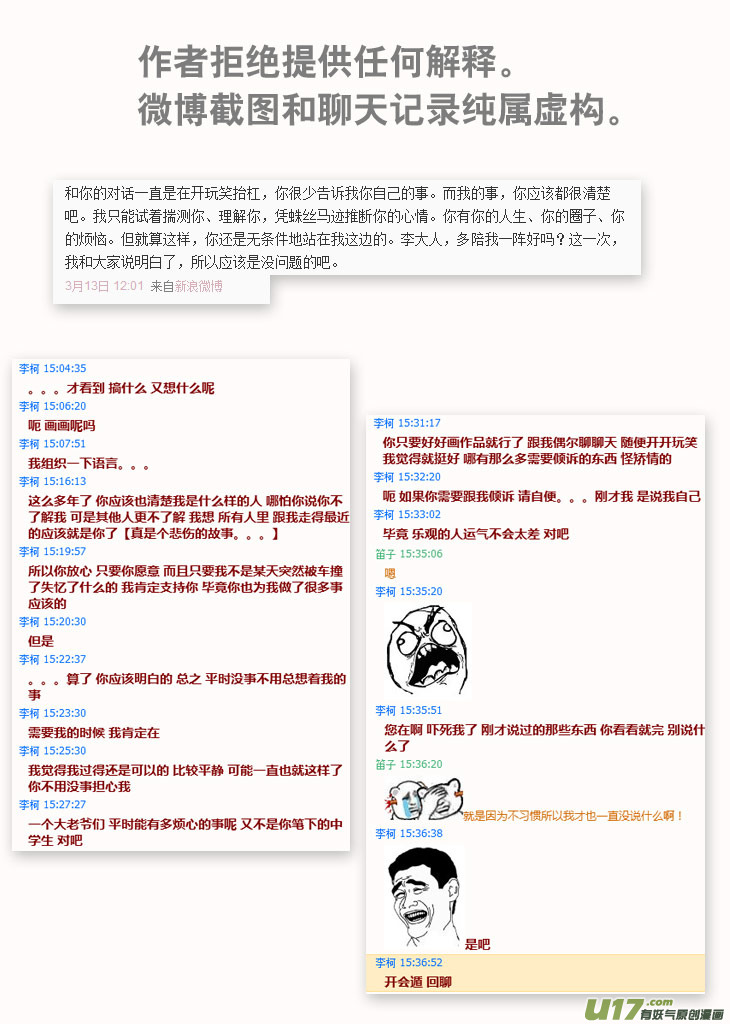 作者拒绝提供任何解释。
微博截图和聊天记录纯属虚构。
和你的对话一直是在开玩笑抬杠，你很少告诉我你自己的事。而我的事，你应该都很清楚
吧。我只能试着揣测你、理解你，凭蛛丝马迹推断你的心情。你有你的人生、你的圈子、你
的烦恼。但就算这样，你还是无条件地站在我这边的。李大人，多陪我一阵好吗？这一次，
我和大家说明白了，所以应该是没问题的吧。
3月13日 12:01 来自新浪微博
李柯 15:04:35
。。。才看到 搞什么 又想什么呢
李柯 15:06:20
呃 画画呢吗
李柯 15:07:51
我组织一下语言。。。
李柯 15:16:13
这么多年了 你应该也清楚我是什么样的人 哪怕你说你不
了解我 可是其他人更不了解 我想 所有人里 跟我走得最近
的应该就是你了【真是个悲伤的故事。。。】
李柯 15:19:57
所以你放心 只要你愿意 而且只要我不是某天突然被车撞
了失忆了什么的 我肯定支持你 毕竟你也为我做了很多事
应该的
李柯 15:20:30
但是
李柯 15:22:37
。。。算了 你应该明白的 总之 平时没事不用总想着我的
事
李柯 15:23:30
需要我的时候 我肯定在
李柯 15:25:30
我觉得我过得还是可以的 比较平静 可能一直也就这样了
你不用没事担心我
李柯 15:27:27
一个大老爷们 平时能有多烦心的事呢 又不是你笔下的中
学生 对吧
李柯 15:31:17
你只要好好画作品就行了 跟我偶尔聊聊天 随便开开玩笑
我觉得就挺好 哪有那么多需要倾诉的东西 怪矫情的
李柯 15:32:20
呃 如果你需要跟我倾诉 请自便。。。刚才我 是说我自己
李柯 15:33:02
毕竟 乐观的人运气不会太差 对吧
笛子 15:35:06
嗯
李柯 15:35:20
李柯 15:35:51
您在啊 吓死我了 刚才说过的那些东西 你看看就完 别说什
么了
笛子 15:36:20
就是因为不习惯所以我才也一直没说什么啊！
李柯 15:36:38
是吧
李柯 15:36:52
开会遁 回聊
U17.com
有妖气原创漫画